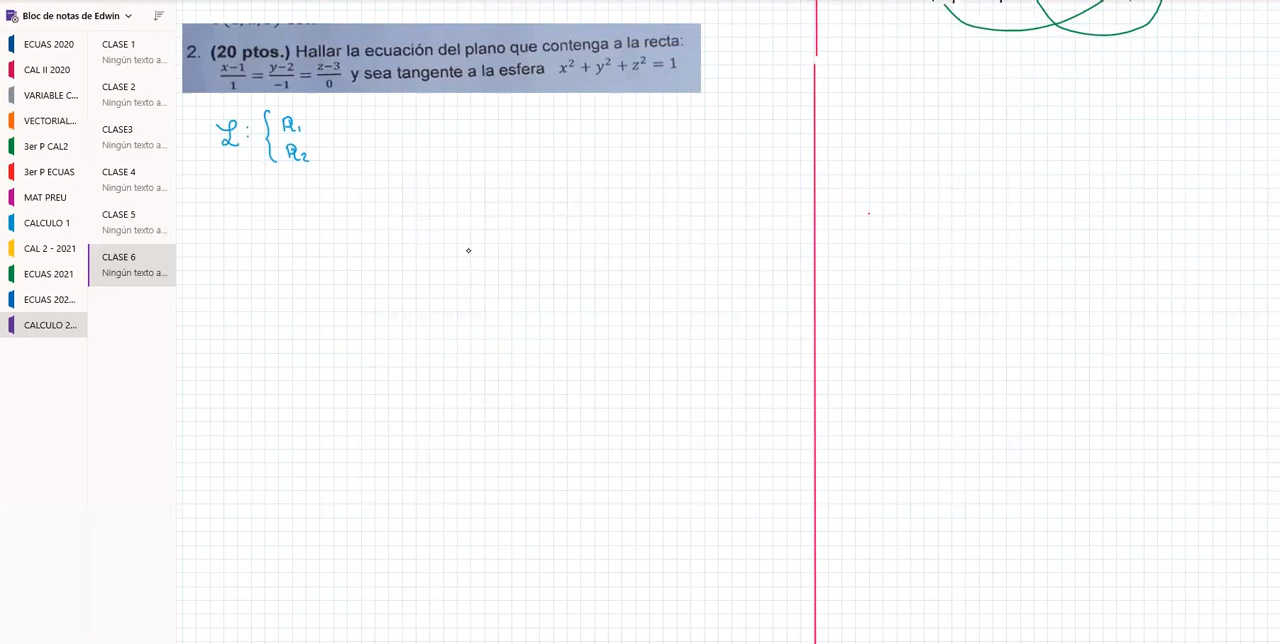 Bloc de notas de Edwin
ECUAS 2020
CAL II 2020
VARIABLE C...
VECTORIAL...
3er P CAL2
3er P ECUAS
MAT PREU
CALCULO 1
CAL 2 - 2021
ECUAS 2021
ECUAS 202...
CALCULO 2...
CLASE 1
Ningún texto a...
CLASE 2
Ningún texto a...
CLASE3
Ningún texto a...
CLASE 4
Ningún texto a...
CLASE 5
Ningún texto a...
CLASE 6
Ningún texto a...
2. (20 ptos.) Hallar la ecuación del plano que contenga a la recta:
x−1/1 = y−2/−1 = z−3/0 y sea tangente a la esfera x² + y² + z² = 1
ℒ: { P₁
P₂